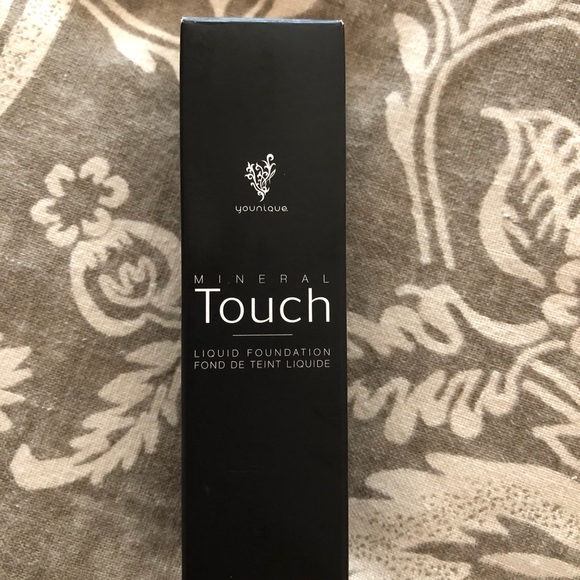 younique
MINERAL
Touch
LIQUID FOUNDATION
FOND DE TEINT LIQUIDE